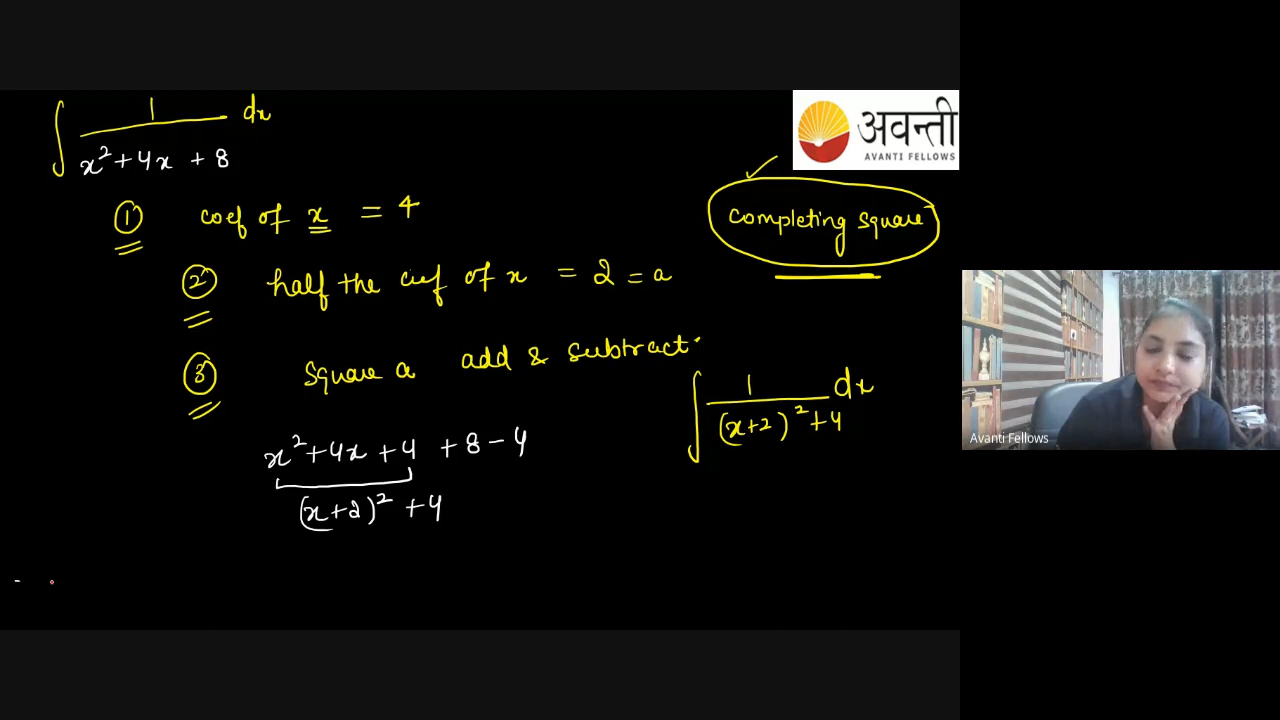 ∫ 1/(x²+4x+8) dx
अवन्ती
AVANTI FELLOWS
① coef of x = 4
completing square
② half the cief of x = 2 = a
③ square a add & subtract.
∫ 1/((x+2)²+4) dx
x²+4x+4 +8-4
(x+2)² +4
Avanti Fellows